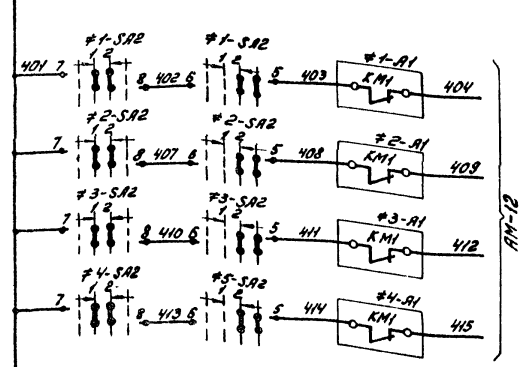 ≠1-SA2 ≠1-SA2 ≠1-A1
401 7 1 2 8 402 6 1 2 5 403 KM1 404
≠2-SA2 ≠2-SA2 ≠2-A1
7 1 2 8 407 6 1 2 5 408 KM1 409
≠3-SA2 ≠3-SA2 ≠3-A1
7 1 2 8 410 6 1 2 5 411 KM1 412
≠4-SA2 ≠5-SA2 ≠4-A1
7 1 2 8 413 6 1 2 5 414 KM1 415
АМ-12